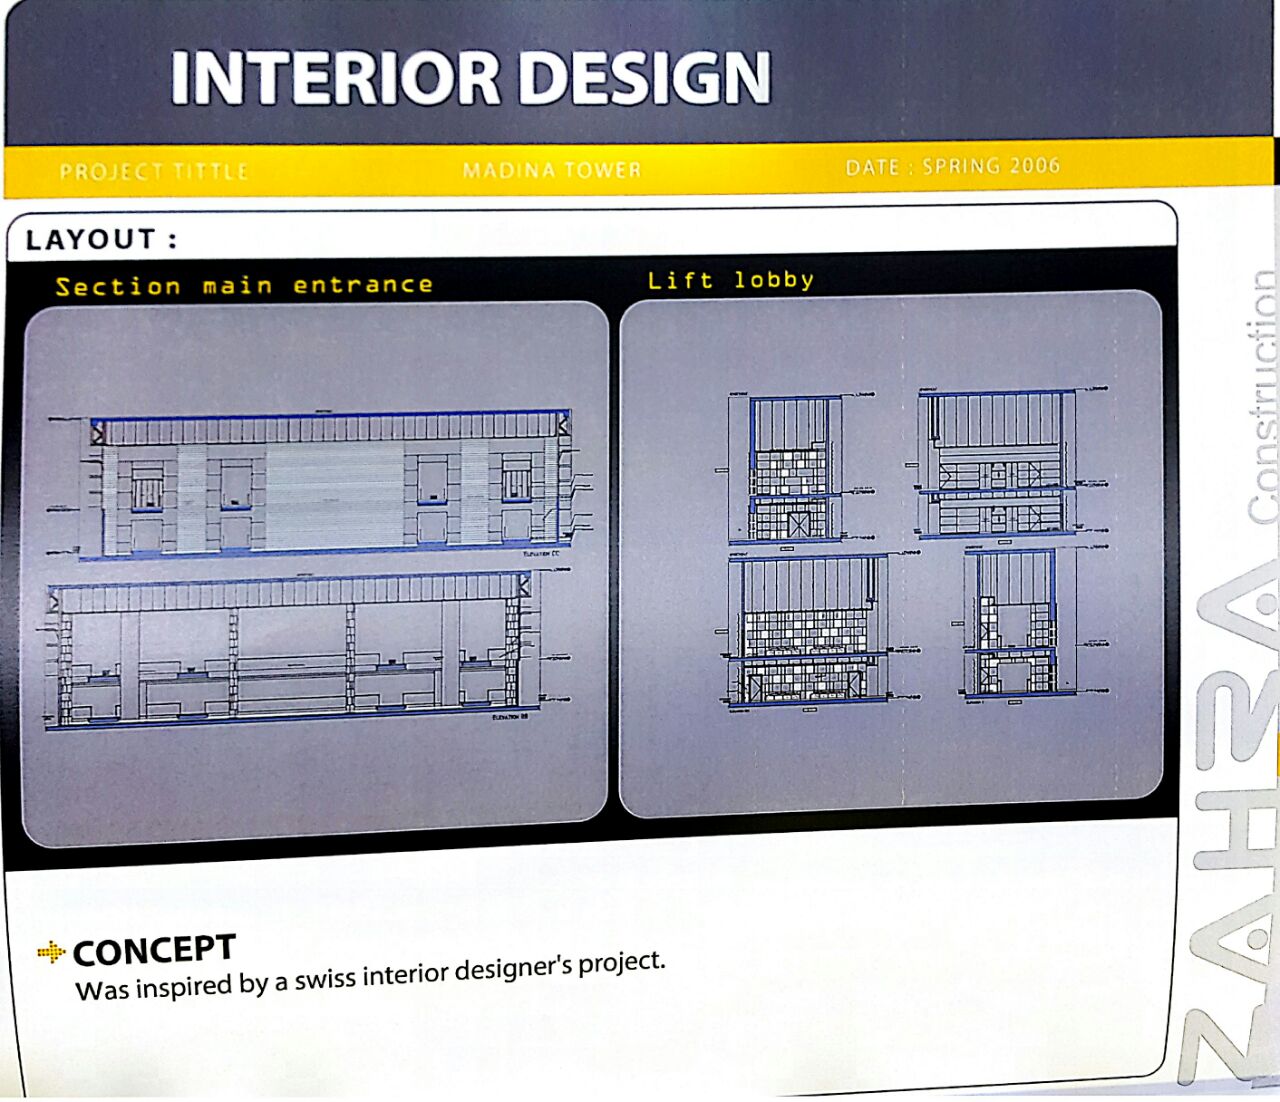 INTERIOR DESIGN
PROJECT TITTLE MADINA TOWER DATE : SPRING 2006
LAYOUT :
Section main entrance
Lift lobby
ELEVATION CC
ELEVATION BB
CONCEPT
Was inspired by a swiss interior designer's project.
ZAHRA Construction